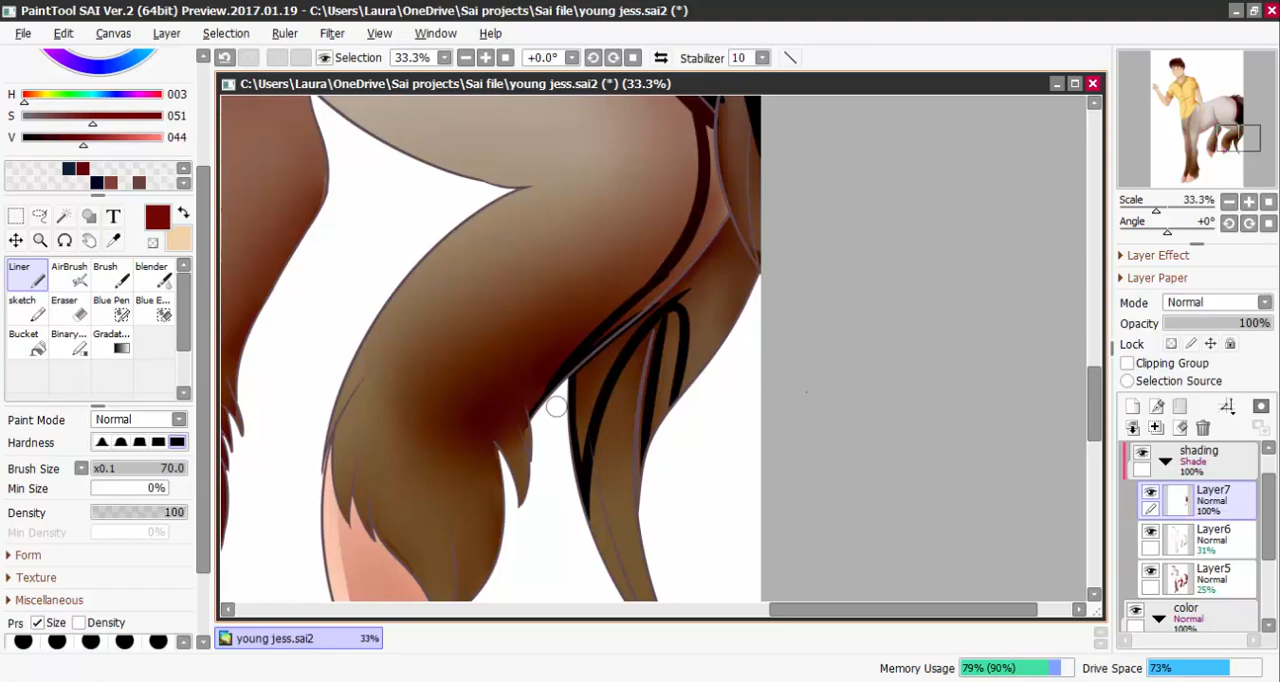 PaintTool SAI Ver.2 (64bit) Preview.2017.01.19 - C:\Users\Laura\OneDrive\Sai projects\Sai file\young jess.sai2 (*)
File Edit Canvas Layer Selection Ruler Filter View Window Help
Selection 33.3% +0.0° Stabilizer 10
C:\Users\Laura\OneDrive\Sai projects\Sai file\young jess.sai2 (*) (33.3%)
H 003
S 051
V 044
T
Liner AirBrush Brush blender
sketch Eraser Blue Pen Blue E...
Bucket Binary... Gradat...
Paint Mode Normal
Hardness
Brush Size x0.1 70.0
Min Size 0%
Density 100
Min Density 0%
Form
Texture
Miscellaneous
Prs Size Density
Scale 33.3%
Angle +0°
Layer Effect
Layer Paper
Mode Normal
Opacity 100%
Lock
Clipping Group
Selection Source
shading
Shade
100%
Layer7
Normal
100%
Layer6
Normal
31%
Layer5
Normal
25%
color
Normal
100%
young jess.sai2 33%
Memory Usage 79% (90%) Drive Space 73%